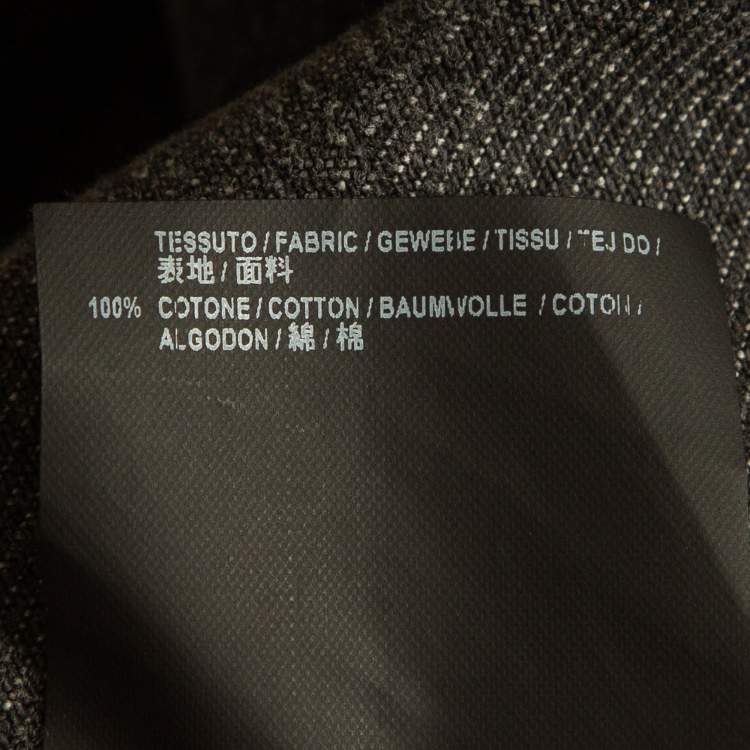 TESSUTO / FABRIC / GEWEBE / TISSU / TEJIDO /
表地 / 面料
100% COTONE / COTTON / BAUMWOLLE / COTON /
ALGODON / 綿 / 棉